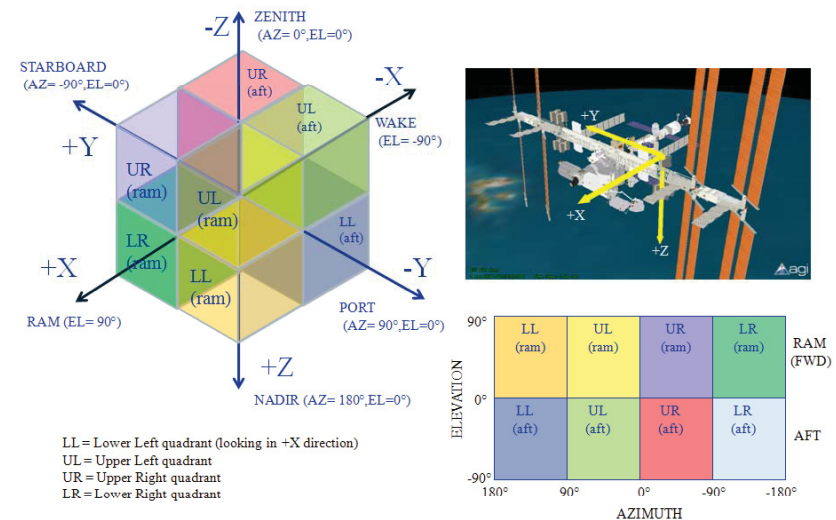 -Z
ZENITH
(AZ= 0°,EL=0°)
STARBOARD
(AZ= -90°,EL=0°)
+Y
UR
(aft)
UL
(aft)
-X
WAKE
(EL= -90°)
UR
(ram)
UL
(ram)
LR
(ram)
LL
(ram)
LL
(aft)
+X
RAM (EL= 90°)
-Y
PORT
(AZ= 90°,EL=0°)
+Z
NADIR (AZ= 180°,EL=0°)
LL = Lower Left quadrant (looking in +X direction)
UL = Upper Left quadrant
UR = Upper Right quadrant
LR = Lower Right quadrant
+Y
+X
+Z
agi
90°
0°
-90°
ELEVATION
LL
(ram)
UL
(ram)
UR
(ram)
LR
(ram)
RAM
(FWD)
LL
(aft)
UL
(aft)
UR
(aft)
LR
(aft)
AFT
180° 90° 0° -90° -180°
AZIMUTH